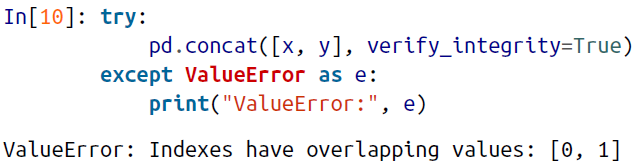 In[10]: try:
            pd.concat([x, y], verify_integrity=True)
        except ValueError as e:
            print("ValueError:", e)
ValueError: Indexes have overlapping values: [0, 1]